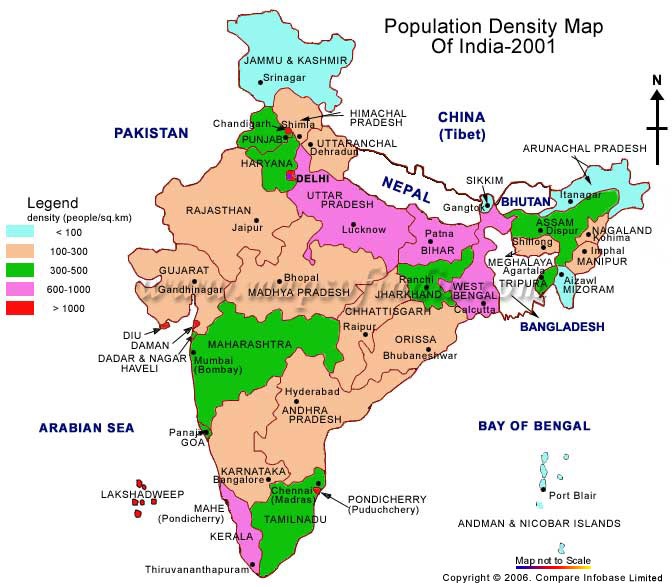 Population Density Map
Of India-2001
N
JAMMU & KASHMIR
Srinagar
CHINA
(Tibet)
PAKISTAN
HIMACHAL
PRADESH
Chandigarh
Shimla
PUNJAB
UTTARANCHAL
Dehradun
HARYANA
DELHI
ARUNACHAL PRADESH
NEPAL
SIKKIM
BHUTAN
Itanagar
Gangtok
UTTAR
PRADESH
Lucknow
RAJASTHAN
Jaipur
Patna
BIHAR
ASSAM
Dispur
NAGALAND
Kohima
Shillong
Imphal
MANIPUR
MEGHALAYA
Agartala
TRIPURA
Aizawl
MIZORAM
Legend
density (people/sq.km)
< 100
100-300
300-500
600-1000
> 1000
GUJARAT
Gandhinagar
Bhopal
MADHYA PRADESH
Ranchi
JHARKHAND
WEST
BENGAL
Calcutta
BANGLADESH
CHHATTISGARH
Raipur
ORISSA
Bhubaneshwar
DIU
DAMAN
DADAR & NAGAR
HAVELI
MAHARASHTRA
Mumbai
(Bombay)
Hyderabad
ANDHRA
PRADESH
ARABIAN SEA
BAY OF BENGAL
Panaji
GOA
KARNATAKA
Bangalore
Chennai
(Madras)
PONDICHERRY
(Puduchery)
LAKSHADWEEP
MAHE
(Pondicherry)
KERALA
TAMILNADU
Thiruvananthapuram
Port Blair
ANDMAN & NICOBAR ISLANDS
Map not to Scale
Copyright © 2006. Compare Infobase Limited